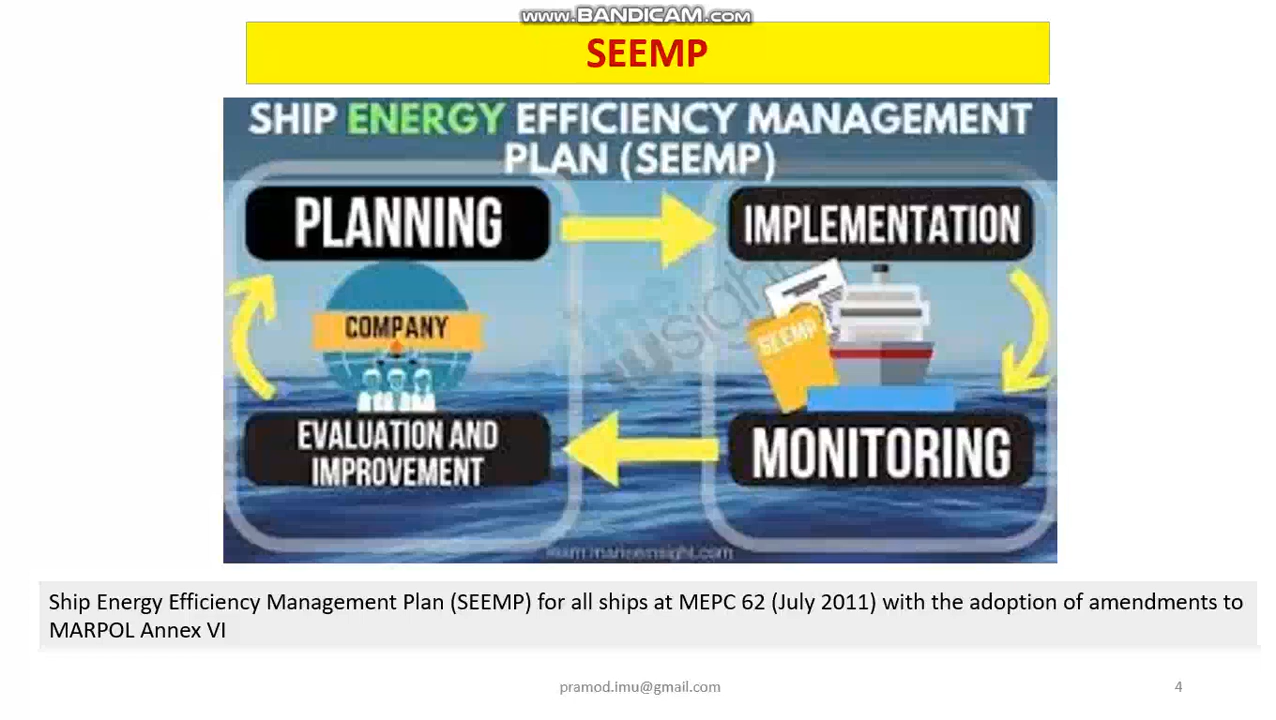 www.BANDICAM.com
SEEMP
SHIP ENERGY EFFICIENCY MANAGEMENT
PLAN (SEEMP)
PLANNING
IMPLEMENTATION
COMPANY
SEEMP
EVALUATION AND
IMPROVEMENT
MONITORING
Ship Energy Efficiency Management Plan (SEEMP) for all ships at MEPC 62 (July 2011) with the adoption of amendments to
MARPOL Annex VI
pramod.imu@gmail.com
4